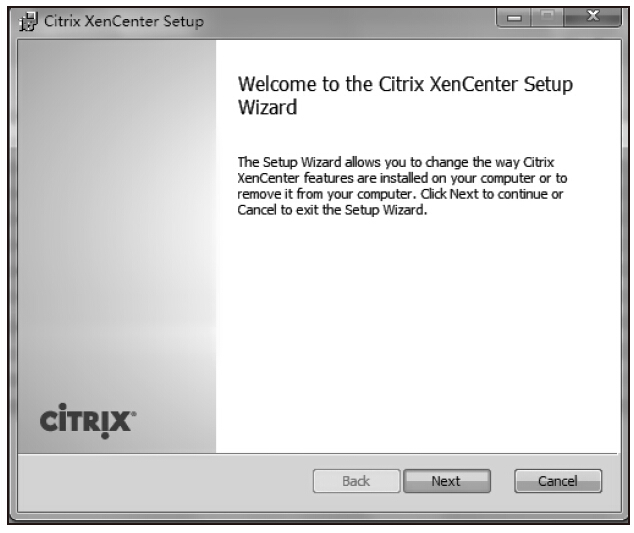 Citrix XenCenter Setup
Welcome to the Citrix XenCenter Setup
Wizard
The Setup Wizard allows you to change the way Citrix
XenCenter features are installed on your computer or to
remove it from your computer. Click Next to continue or
Cancel to exit the Setup Wizard.
CİTRIX
Back
Next
Cancel